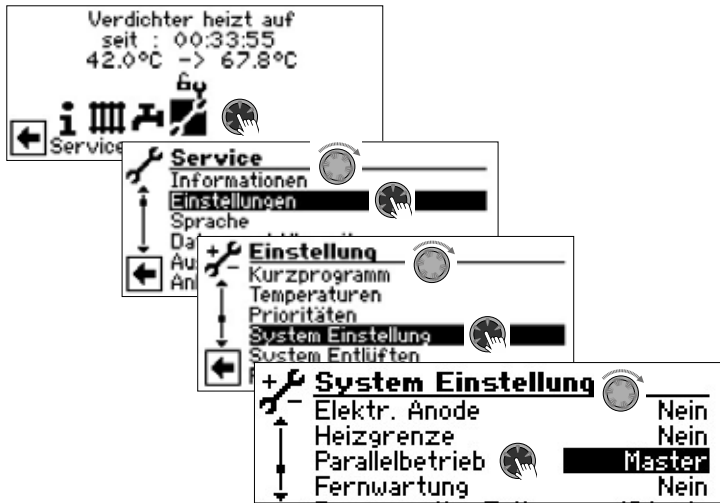 Verdichter heizt auf
seit : 00:33:55
42.0°C -> 67.8°C
Service
Service
Informationen
Einstellungen
Sprache
Einstellung
Kurzprogramm
Temperaturen
Prioritäten
System Einstellung
System Entlüften
System Einstellung
Elektr. Anode Nein
Heizgrenze Nein
Parallelbetrieb Master
Fernwartung Nein